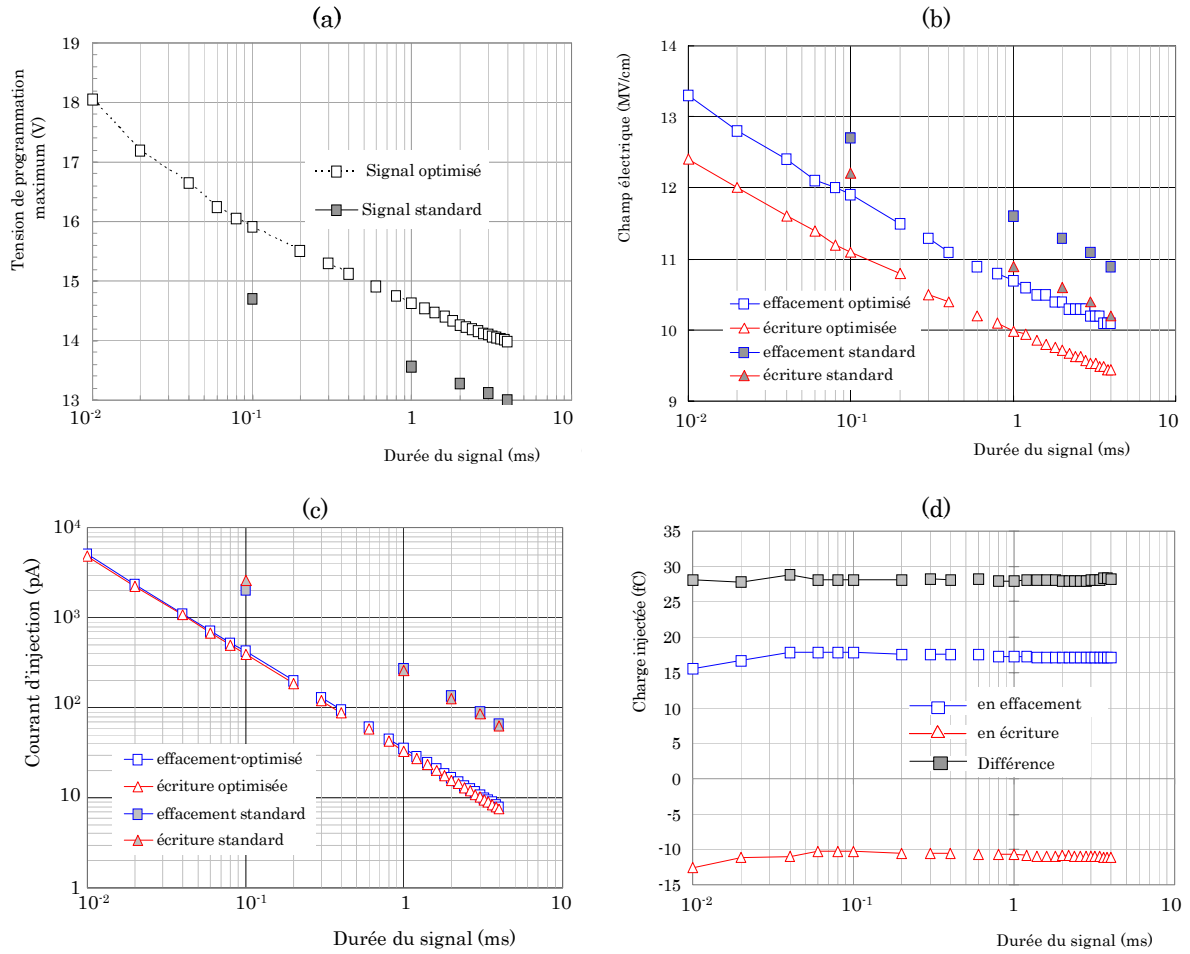 (a)
19
18
17
16
15
14
13
10-2
10-1
1
10
Tension de programmation
maximum (V)
Signal optimisé
Signal standard
Durée du signal (ms)
(b)
14
13
12
11
10
9
10-2
10-1
1
10
Champ électrique (MV/cm)
effacement optimisé
écriture optimisée
effacement standard
écriture standard
Durée du signal (ms)
(c)
104
103
102
10
1
10-2
10-1
1
10
Courant d'injection (pA)
effacement-optimisé
écriture optimisée
effacement standard
écriture standard
Durée du signal (ms)
(d)
35
30
25
20
15
10
5
0
-5
-10
-15
10-2
10-1
1
10
Charge injectée (fC)
en effacement
en écriture
Différence
Durée du signal (ms)